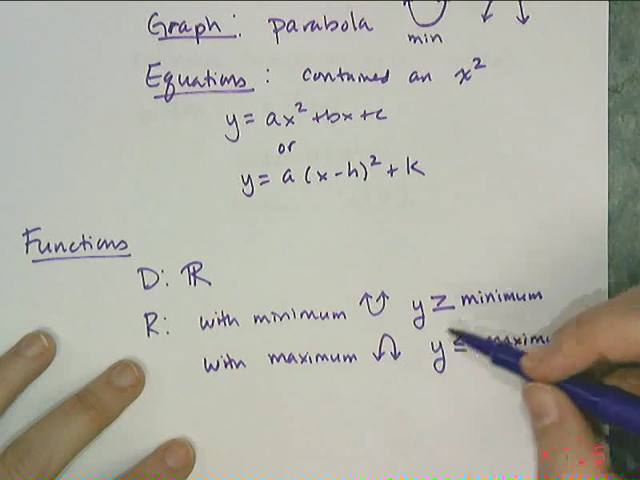 Graph: parabola
min
Equations: contained an x²
y = ax² + bx + c
or
y = a(x-h)² + k
Functions
D: ℝ
R: with minimum y ≥ minimum
with maximum y ≤